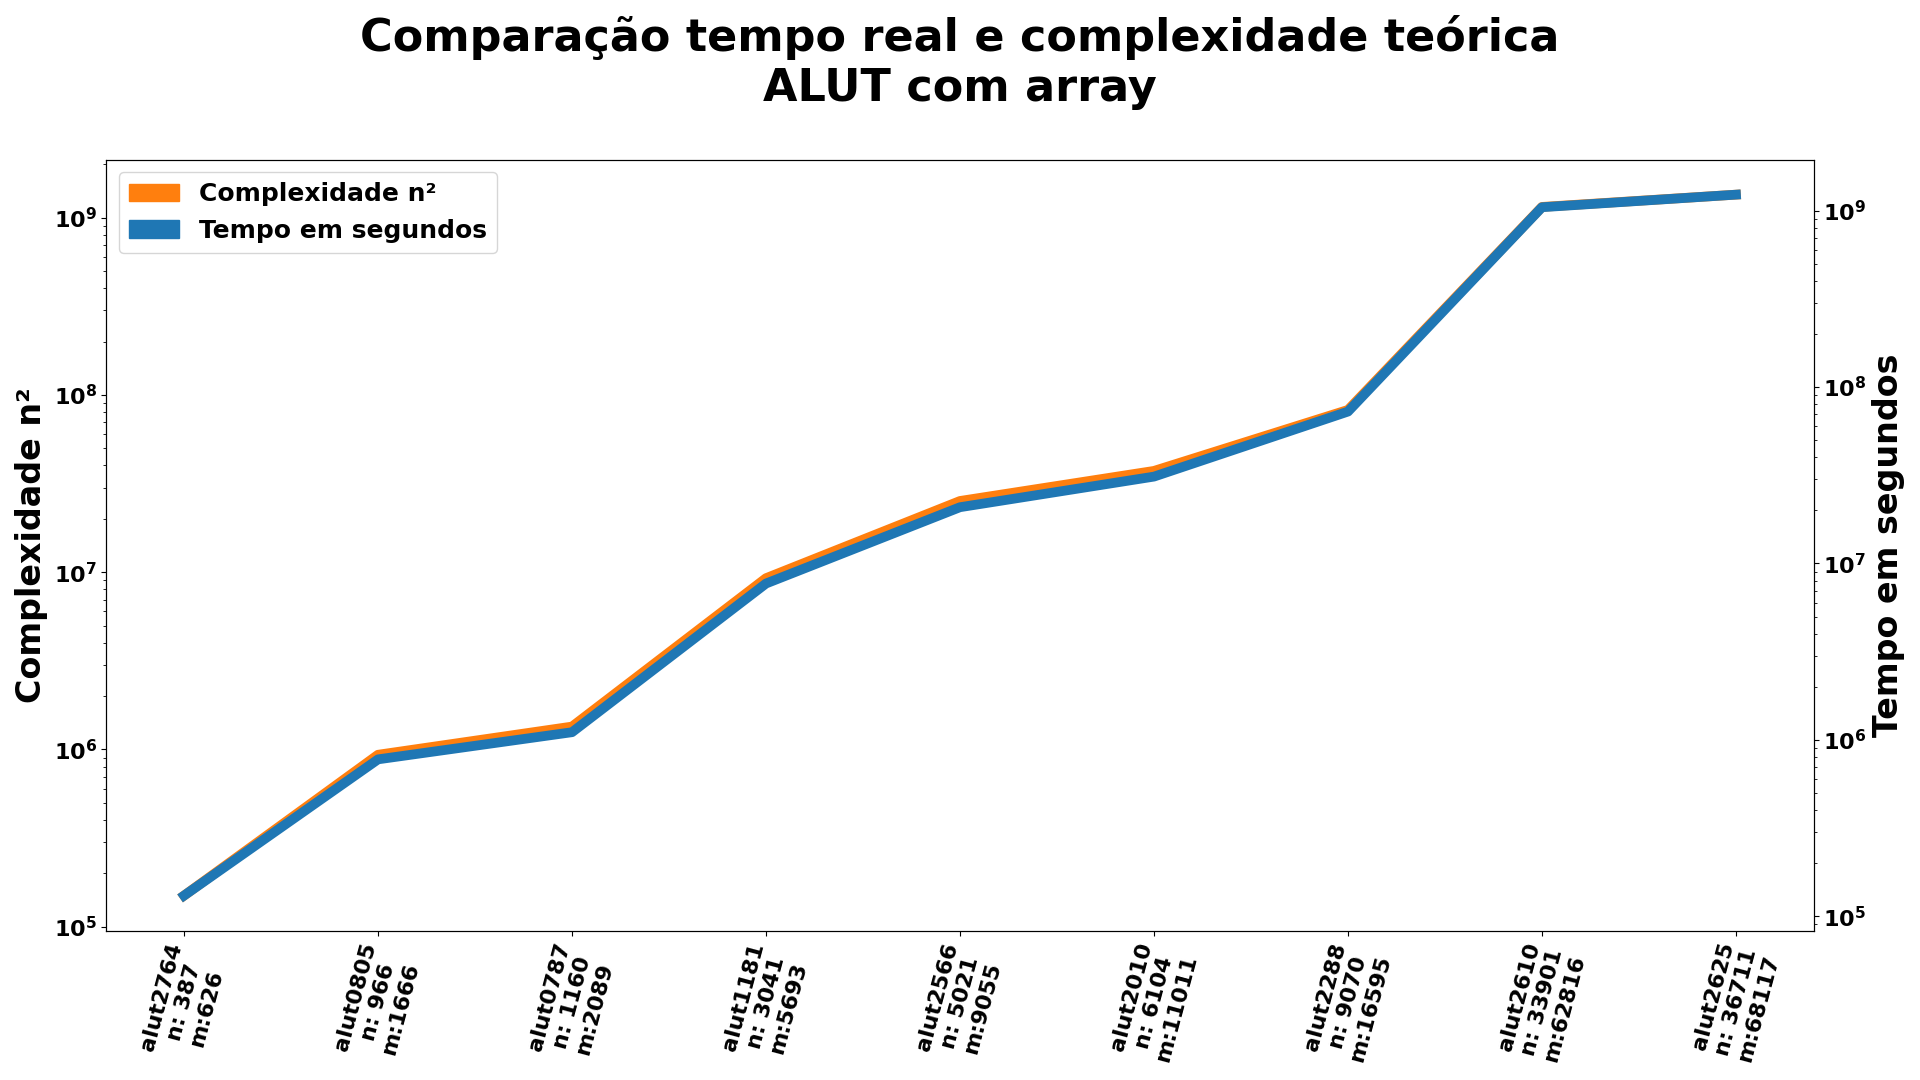 Comparação tempo real e complexidade teórica
ALUT com array
Complexidade n²
Tempo em segundos
Complexidade n²
10⁹
10⁸
10⁷
10⁶
10⁵
10⁹
10⁸
10⁷
10⁶
10⁵
Tempo em segundos
alut2764
n: 387
m:626
alut0805
n: 966
m:1666
alut0787
n: 1160
m:2089
alut1181
n: 3041
m:5693
alut2566
n: 5021
m:9055
alut2010
n: 6104
m:11011
alut2288
n: 9070
m:16595
alut2610
n: 33901
m:62816
alut2625
n: 36711
m:68117